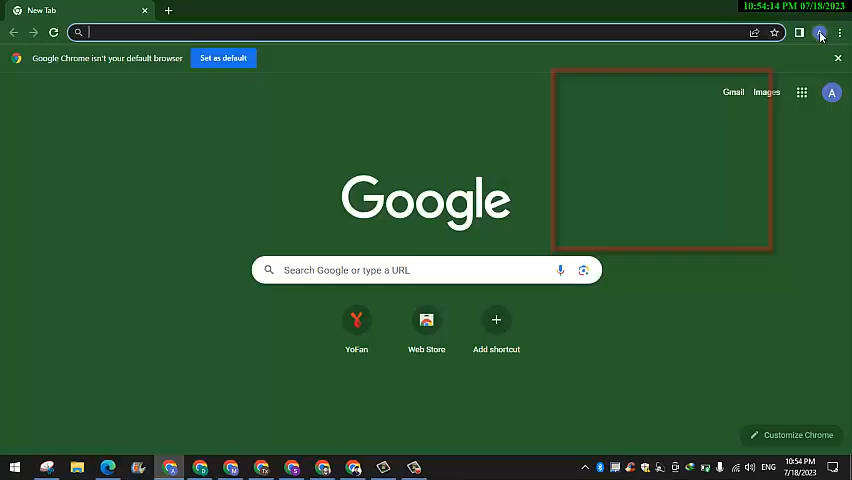 New Tab
10:54:14 PM 07/18/2023
Google Chrome isn't your default browser
Set as default
Gmail
Images
A
Google
Search Google or type a URL
YoFan
Web Store
Add shortcut
Customize Chrome
ENG
10:54 PM
7/18/2023